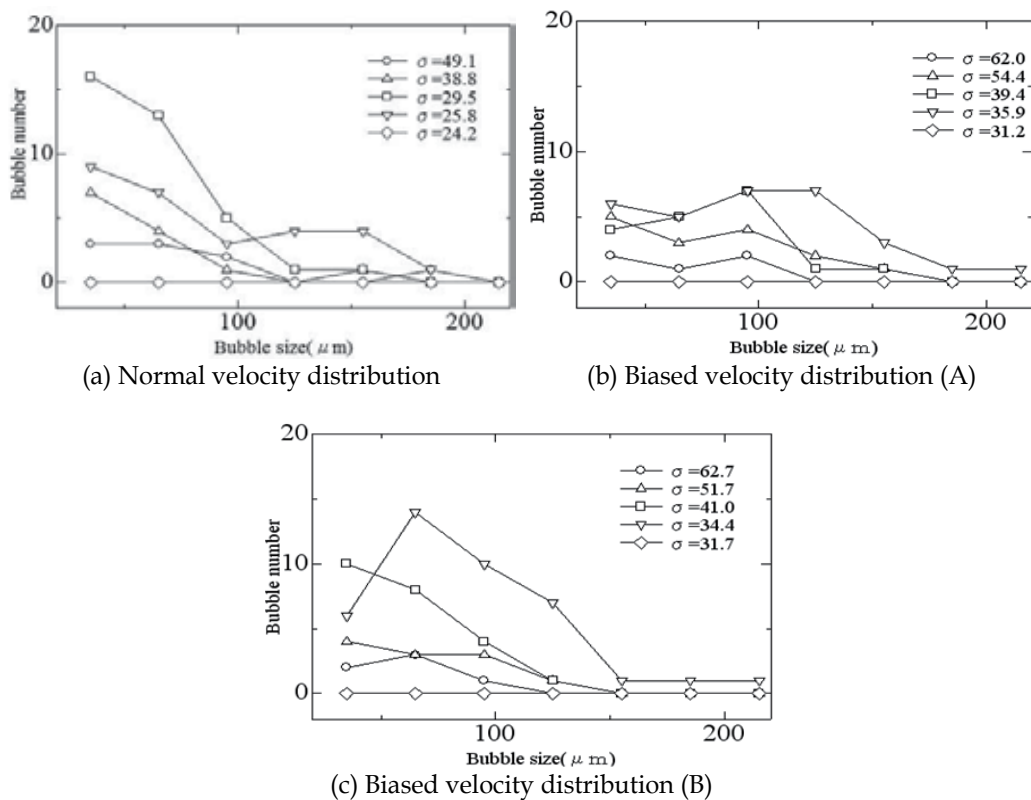 20
10
0
Bubble number
σ=49.1
σ=38.8
σ=29.5
σ=25.8
σ=24.2
100
200
Bubble size(μm)
(a) Normal velocity distribution
20
10
0
Bubble number
σ=62.0
σ=54.4
σ=39.4
σ=35.9
σ=31.2
100
200
Bubble size(μm)
(b) Biased velocity distribution (A)
20
10
0
Bubble number
σ=62.7
σ=51.7
σ=41.0
σ=34.4
σ=31.7
100
200
Bubble size(μm)
(c) Biased velocity distribution (B)